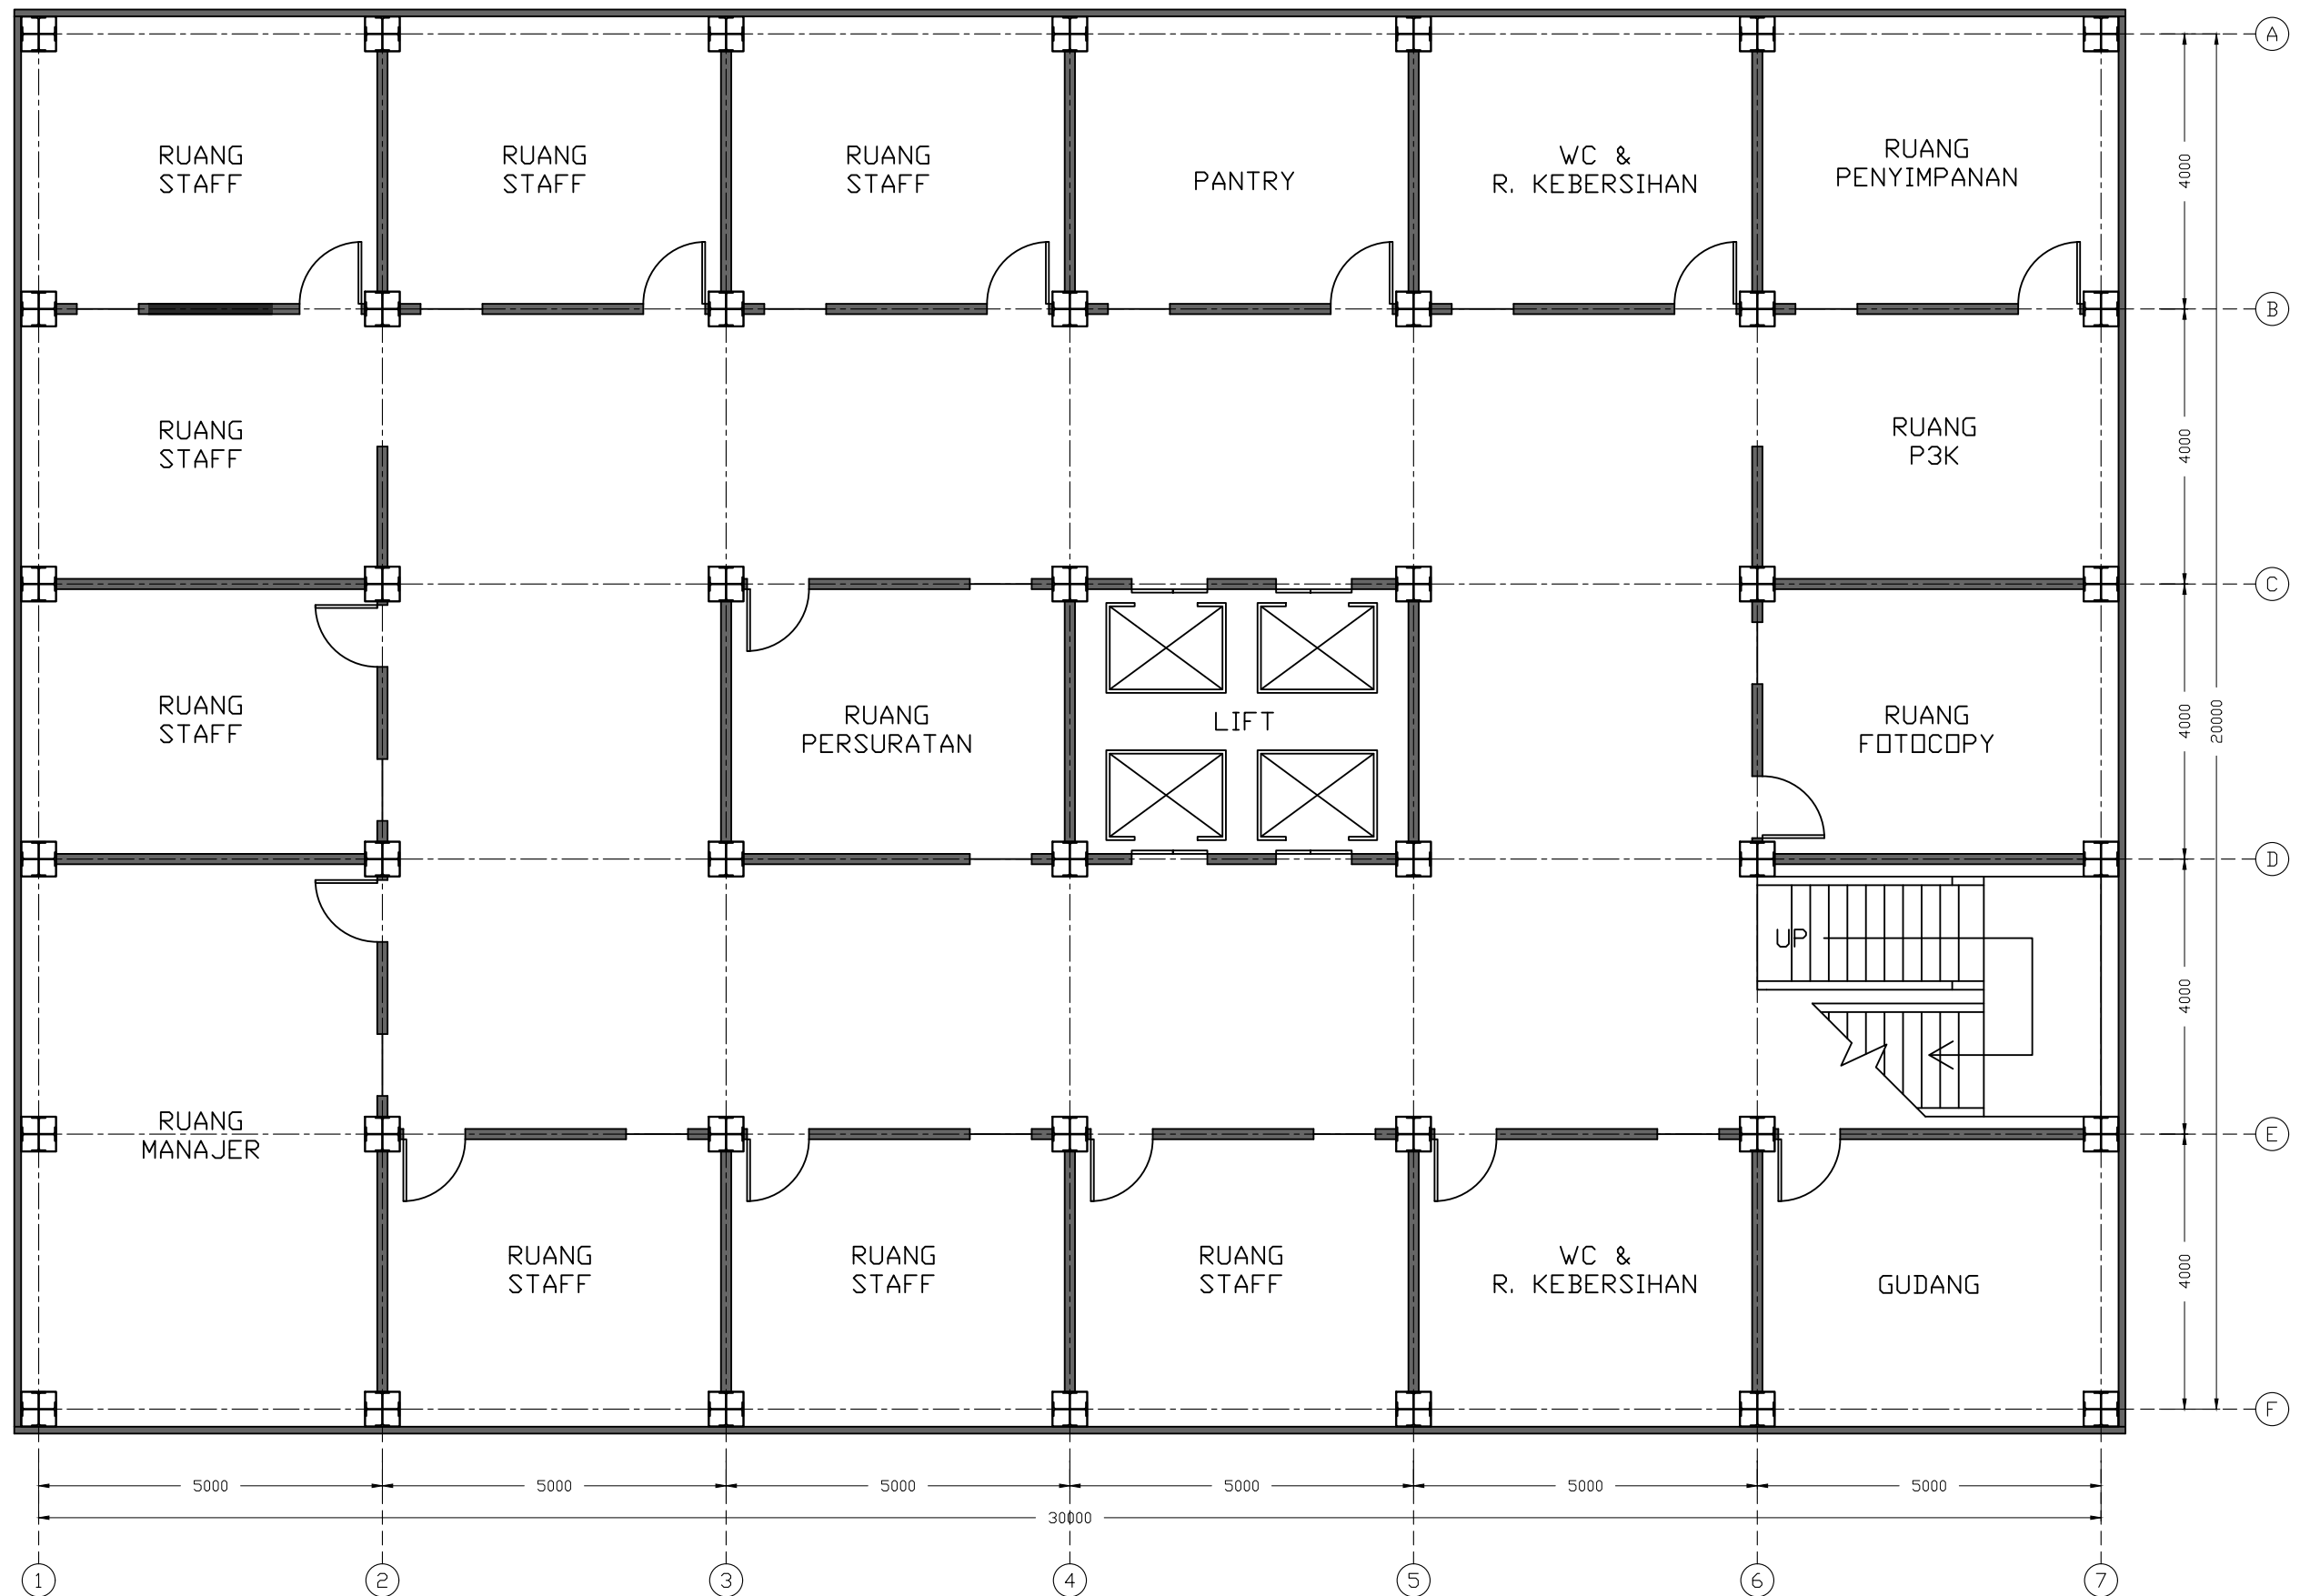 A
RUANG
STAFF
RUANG
STAFF
RUANG
STAFF
PANTRY
WC &
R. KEBERSIHAN
RUANG
PENYIMPANAN
4000
B
RUANG
STAFF
RUANG
P3K
4000
C
RUANG
STAFF
RUANG
PERSURATAN
LIFT
RUANG
FOTOCOPY
4000
20000
D
UP
4000
RUANG
MANAJER
E
RUANG
STAFF
RUANG
STAFF
RUANG
STAFF
WC &
R. KEBERSIHAN
GUDANG
4000
F
5000
5000
5000
5000
5000
5000
30000
1
2
3
4
5
6
7